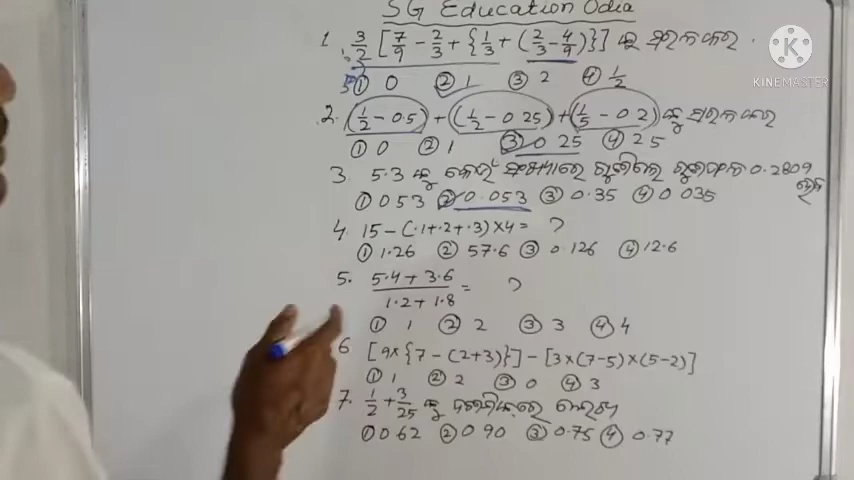 SG Education Odia
1. 3/2 [7/9 - 2/3 + {1/3 + (2/3 - 4/9)}] କୁ ସରଳ କର .
① 0 ② 1 ③ 2 ④ 1/2
2. (1/2 - 0.5) + (1/2 - 0.25) + (1/5 - 0.2) କୁ ସରଳ କର
① 0 ② 1 ③ 0.25 ④ 2.5
3 5.3 କୁ କେଉଁ ସଂଖ୍ୟାରେ ଗୁଣିଲେ ଗୁଣଫଳ 0.2809 ହେବ
① 0.53 ② 0.053 ③ 0.35 ④ 0.035
4. 15 - (.1+.2+.3)×4 = ?
① 1.26 ② 57.6 ③ 0.126 ④ 12.6
5. 5.4 + 3.6 / 1.2 + 1.8 = ?
① 1 ② 2 ③ 3 ④ 4
6 [9×{7-(2+3)}] - [3×(7-5)×(5-2)]
① 1 ② 2 ③ 0 ④ 3
7. 1/2 + 3/25 କୁ ଦଶମିକରେ ଲେଖ
① 0.62 ② 0.90 ③ 0.75 ④ 0.77
KINEMASTER